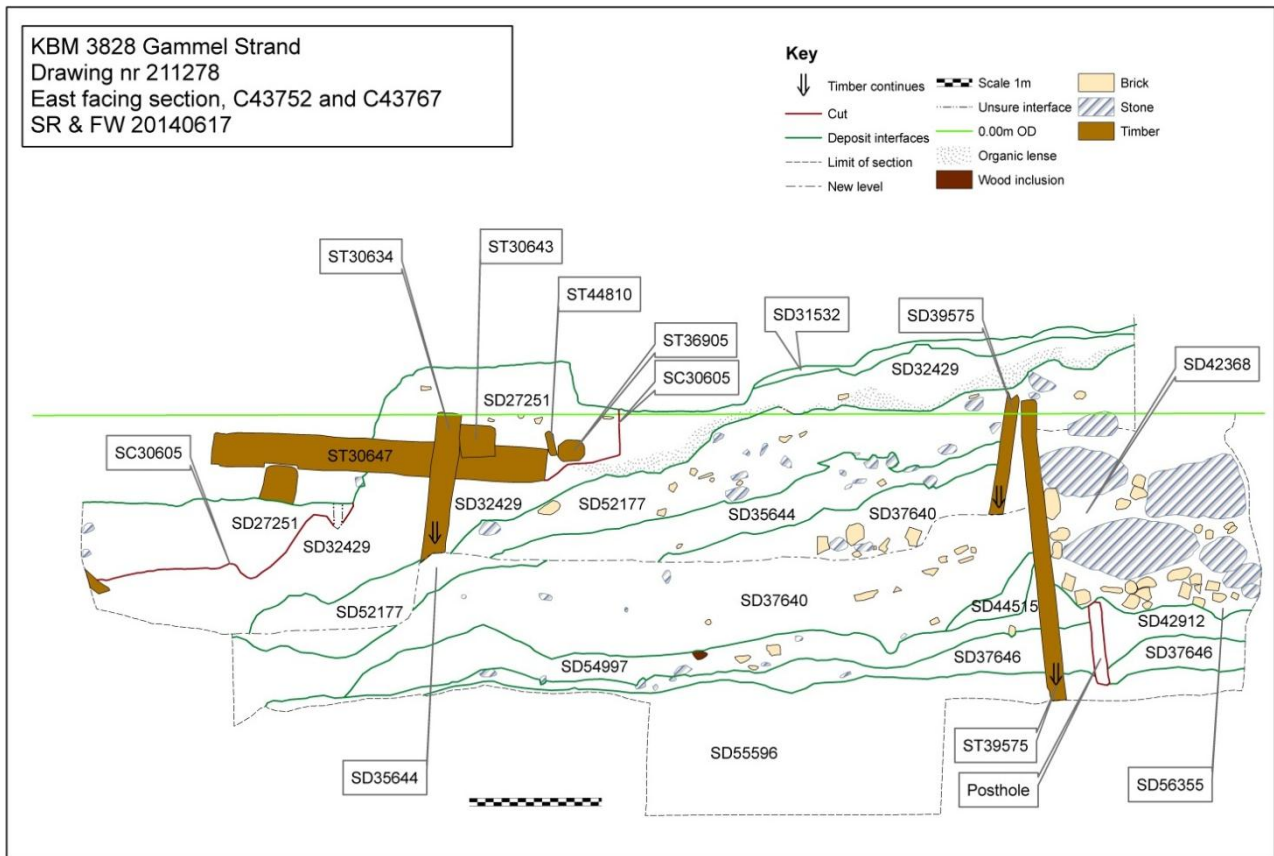 KBM 3828 Gammel Strand
Drawing nr 211278
East facing section, C43752 and C43767
SR & FW 20140617
Key
Timber continues
Cut
Deposit interfaces
Limit of section
New level
Scale 1m
Unsure interface
0.00m OD
Organic lense
Wood inclusion
Brick
Stone
Timber
ST30634
ST30643
ST44810
ST36905
SC30605
SD31532
SD39575
SD42368
SD32429
SD27251
SC30605
ST30647
SD27251
SD32429
SD32429
SD52177
SD35644
SD37640
SD52177
SD37640
SD44515
SD42912
SD54997
SD37646
SD37646
SD35644
SD55596
ST39575
Posthole
SD56355